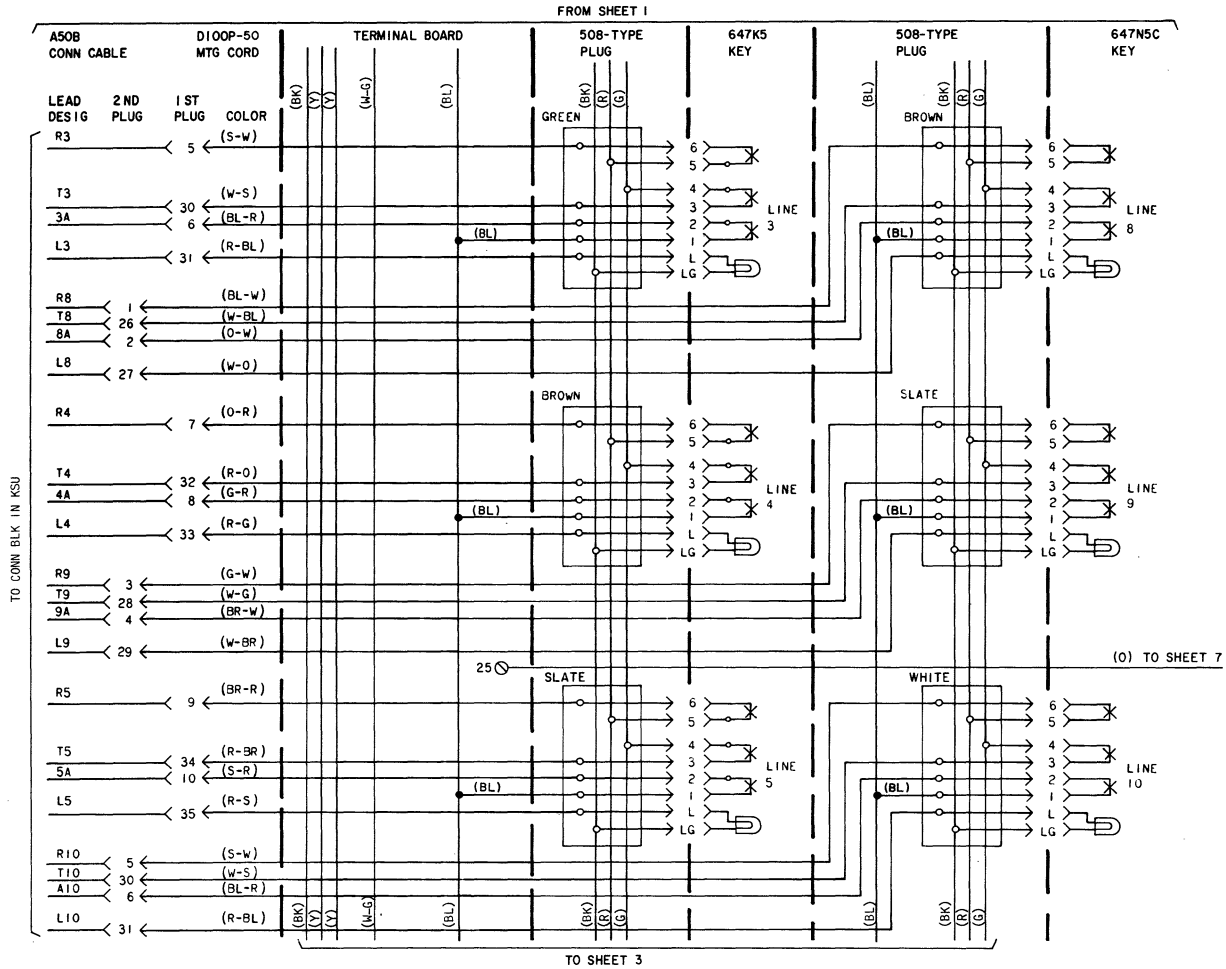 FROM SHEET 1
A50B
CONN CABLE
D100P-50
MTG CORD
TERMINAL BOARD
508-TYPE
PLUG
647K5
KEY
508-TYPE
PLUG
647N5C
KEY
LEAD
DESIG
2ND
PLUG
1ST
PLUG
COLOR
(BK)
(Y)
(Y)
(W-G)
(BL)
(BK)
(R)
(G)
(BL)
(BK)
(R)
(G)
TO CONN BLK IN KSU
R3 5 (S-W)
T3 30 (W-S)
3A 6 (BL-R)
L3 31 (R-BL)
(BL)
GREEN
6
5
4
3
2
1
L
LG
LINE
3
R8 1 (BL-W)
T8 26 (W-BL)
8A 2 (O-W)
L8 27 (W-O)
(BL)
BROWN
6
5
4
3
2
1
L
LG
LINE
8
R4 7 (O-R)
T4 32 (R-O)
4A 8 (G-R)
L4 33 (R-G)
(BL)
BROWN
6
5
4
3
2
1
L
LG
LINE
4
R9 3 (G-W)
T9 28 (W-G)
9A 4 (BR-W)
L9 29 (W-BR)
(BL)
SLATE
6
5
4
3
2
1
L
LG
LINE
9
25
(O) TO SHEET 7
R5 9 (BR-R)
T5 34 (R-BR)
5A 10 (S-R)
L5 35 (R-S)
(BL)
SLATE
6
5
4
3
2
1
L
LG
LINE
5
R10 5 (S-W)
T10 30 (W-S)
A10 6 (BL-R)
L10 31 (R-BL)
(BL)
WHITE
6
5
4
3
2
1
L
LG
LINE
10
(BK)
(Y)
(Y)
(W-G)
(BL)
(BK)
(R)
(G)
(BL)
(BK)
(R)
(G)
TO SHEET 3